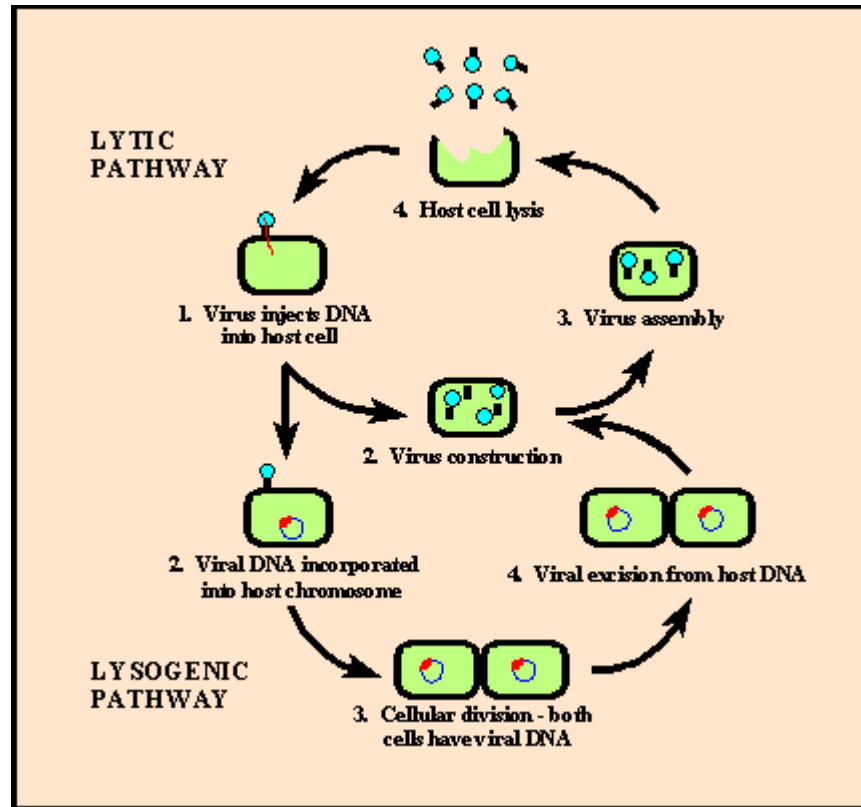 LYTIC
PATHWAY
4. Host cell lysis
1. Virus injects DNA
into host cell
3. Virus assembly
2. Virus construction
2. Viral DNA incorporated
into host chromosome
4. Viral excision from host DNA
LYSOGENIC
PATHWAY
3. Cellular division - both
cells have viral DNA